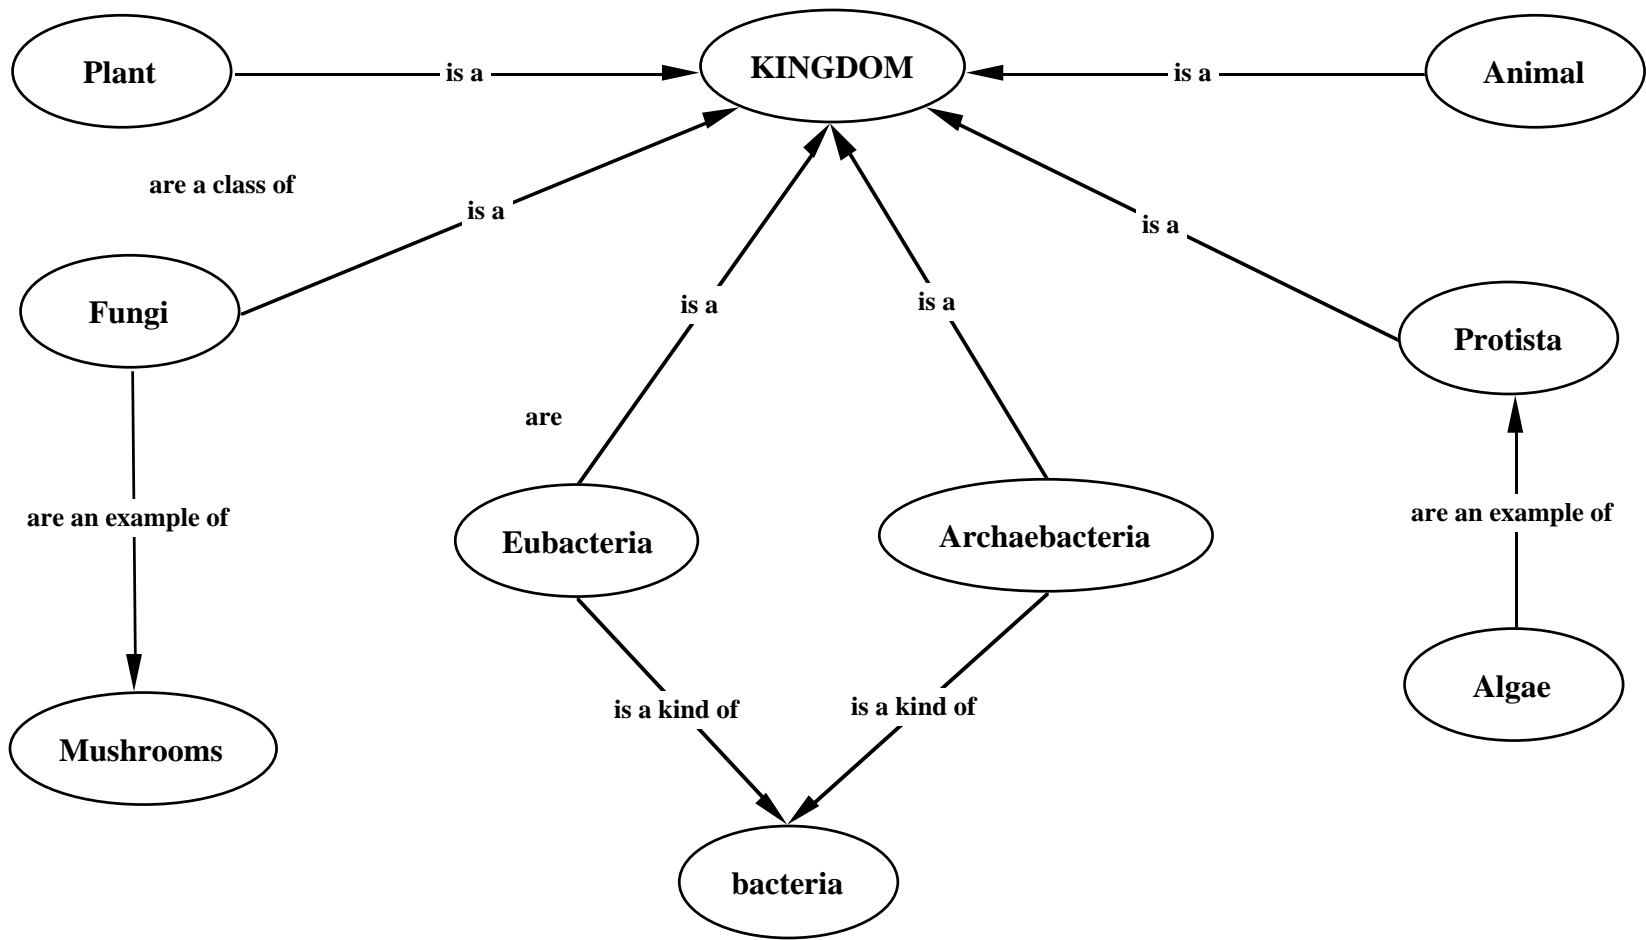 Plant
is a
KINGDOM
is a
Animal
are a class of
is a
is a
Fungi
is a
is a
Protista
are
are an example of
are an example of
Eubacteria
Archaebacteria
Algae
is a kind of
is a kind of
Mushrooms
bacteria